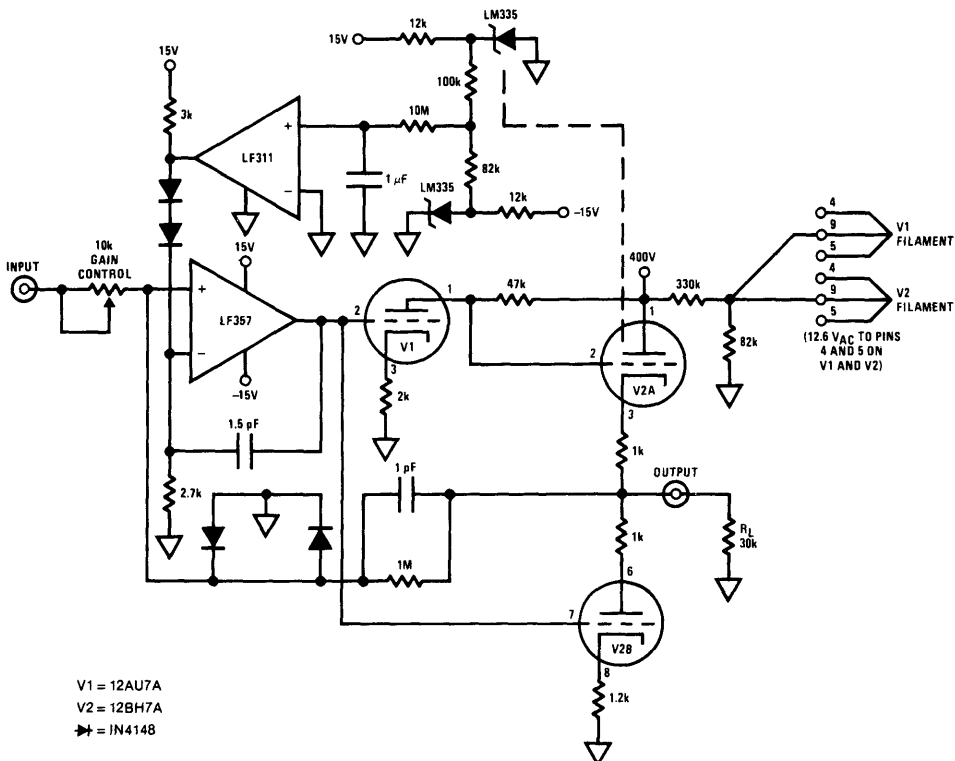 12k
LM335
15V
15V
100k
3k
10M
+
LF311
−
1 µF
82k
LM335
12k
−15V
4
9
5
V1
FILAMENT
4
9
5
V2
FILAMENT
(12.6 VAC TO PINS
4 AND 5 ON
V1 AND V2)
10k
GAIN
CONTROL
INPUT
15V
+
LF357
−
−15V
2
1
V1
3
2k
47k
400V
330k
1
2
V2A
3
82k
1.5 pF
1k
2.7k
1 pF
OUTPUT
1M
1k
RL
30k
6
7
V2B
8
1.2k
V1 = 12AU7A
V2 = 12BH7A
= IN4148